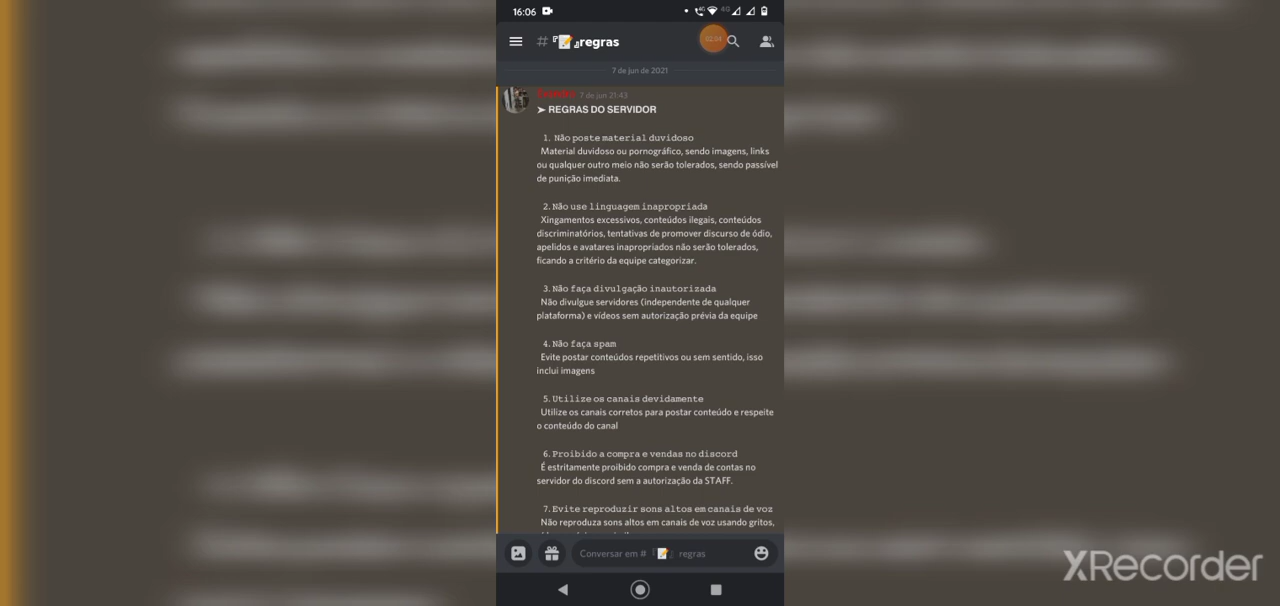 16:06
4G 4G
# 『📝』regras
02:04
7 de jun de 2021
7 de jun 21:43
➤ REGRAS DO SERVIDOR
1. Não poste material duvidoso
Material duvidoso ou pornográfico, sendo imagens, links
ou qualquer outro meio não serão tolerados, sendo passível
de punição imediata.
2. Não use linguagem inapropriada
Xingamentos excessivos, conteúdos ilegais, conteúdos
discriminatórios, tentativas de promover discurso de ódio,
apelidos e avatares inapropriados não serão tolerados,
ficando a critério da equipe categorizar.
3. Não faça divulgação inautorizada
Não divulgue servidores (independente de qualquer
plataforma) e vídeos sem autorização prévia da equipe
4. Não faça spam
Evite postar conteúdos repetitivos ou sem sentido, isso
inclui imagens
5. Utilize os canais devidamente
Utilize os canais corretos para postar conteúdo e respeite
o conteúdo do canal
6. Proibido a compra e vendas no discord
É estritamente proibido compra e venda de contas no
servidor do discord sem a autorização da STAFF.
7. Evite reproduzir sons altos em canais de voz
Não reproduza sons altos em canais de voz usando gritos,
Conversar em # 『📝』regras
XRecorder